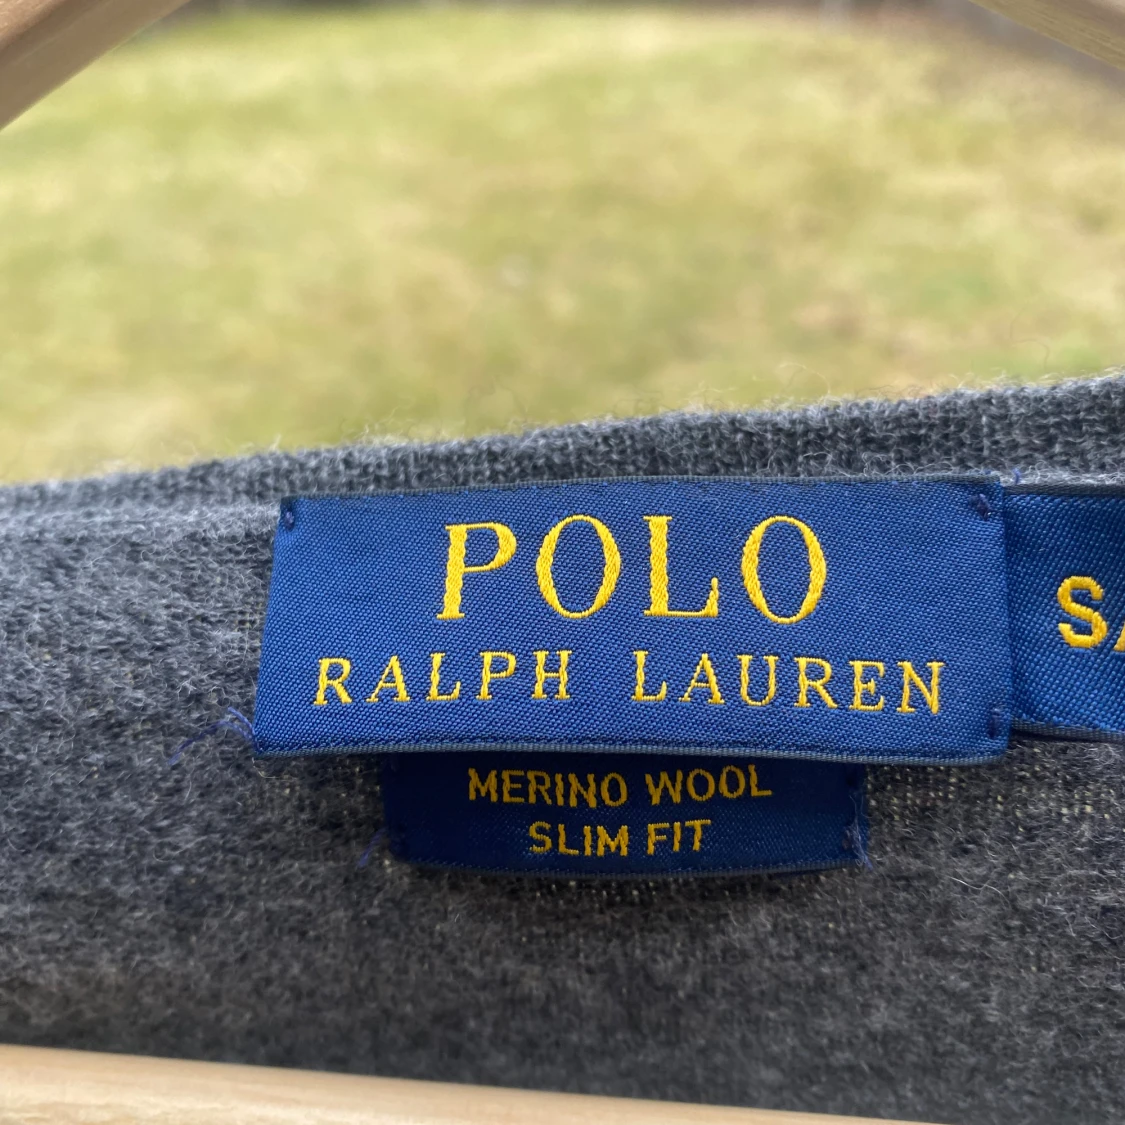 POLO
RALPH LAUREN
MERINO WOOL
SLIM FIT